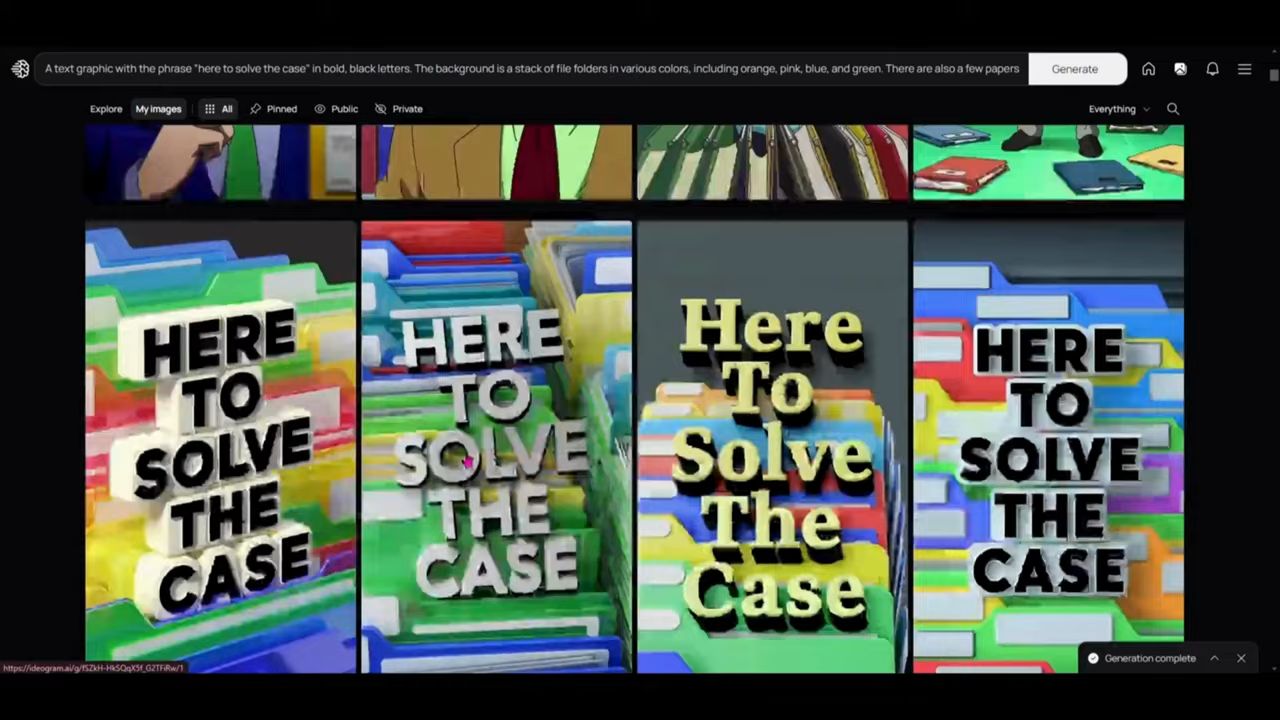 A text graphic with the phrase "here to solve the case" in bold, black letters. The background is a stack of file folders in various colors, including orange, pink, blue, and green. There are also a few papers
Generate
Explore
My images
All
Pinned
Public
Private
Everything
HERE
TO
SOLVE
THE
CASE
HERE
TO
SOLVE
THE
CASE
Here
To
Solve
The
Case
HERE
TO
SOLVE
THE
CASE
Generation complete